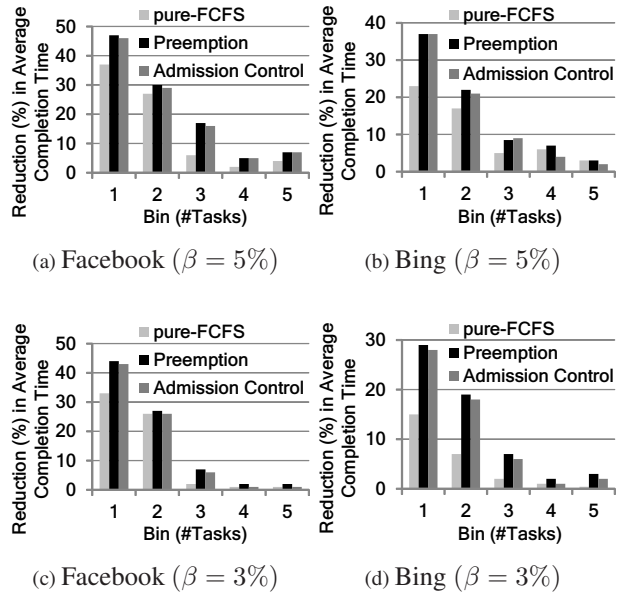 pure-FCFS
Preemption
Admission Control
Reduction (%) in Average
Completion Time
50
40
30
20
10
0
1 2 3 4 5
Bin (#Tasks)
(a) Facebook (β = 5%)
pure-FCFS
Preemption
Admission Control
Reduction (%) in Average
Completion Time
40
30
20
10
0
1 2 3 4 5
Bin (#Tasks)
(b) Bing (β = 5%)
pure-FCFS
Preemption
Admission Control
Reduction (%) in Average
Completion Time
50
40
30
20
10
0
1 2 3 4 5
Bin (#Tasks)
(c) Facebook (β = 3%)
pure-FCFS
Preemption
Admission Control
Reduction (%) in Average
Completion Time
30
20
10
0
1 2 3 4 5
Bin (#Tasks)
(d) Bing (β = 3%)